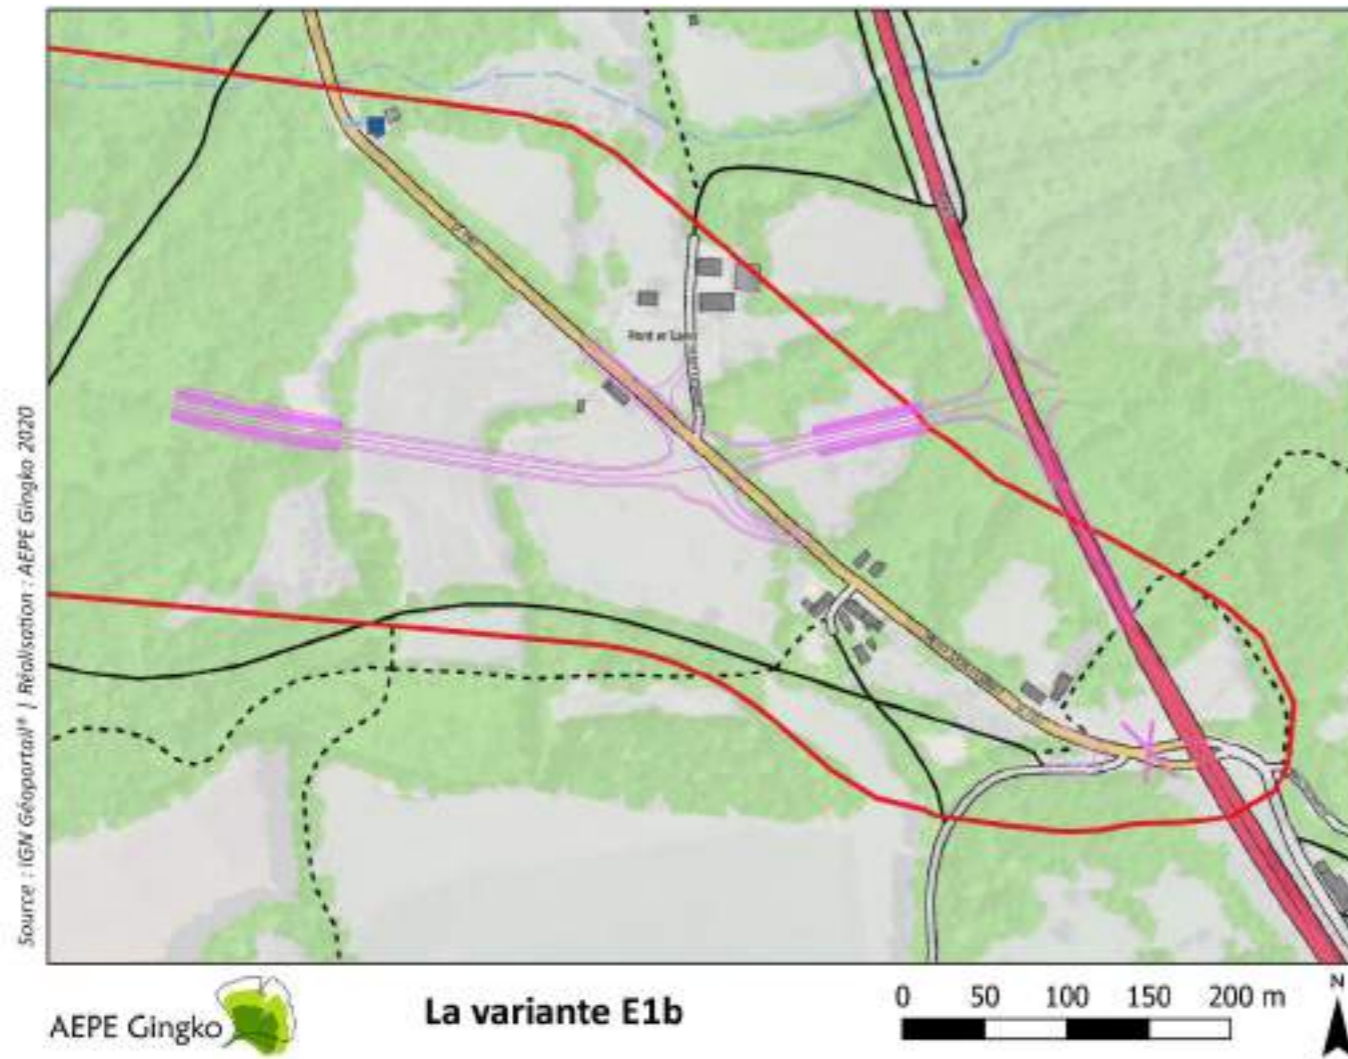 Source : IGN Géoportail® | Réalisation : AEPE Gingko 2020
AEPE Gingko
La variante E1b
0 50 100 150 200 m
N